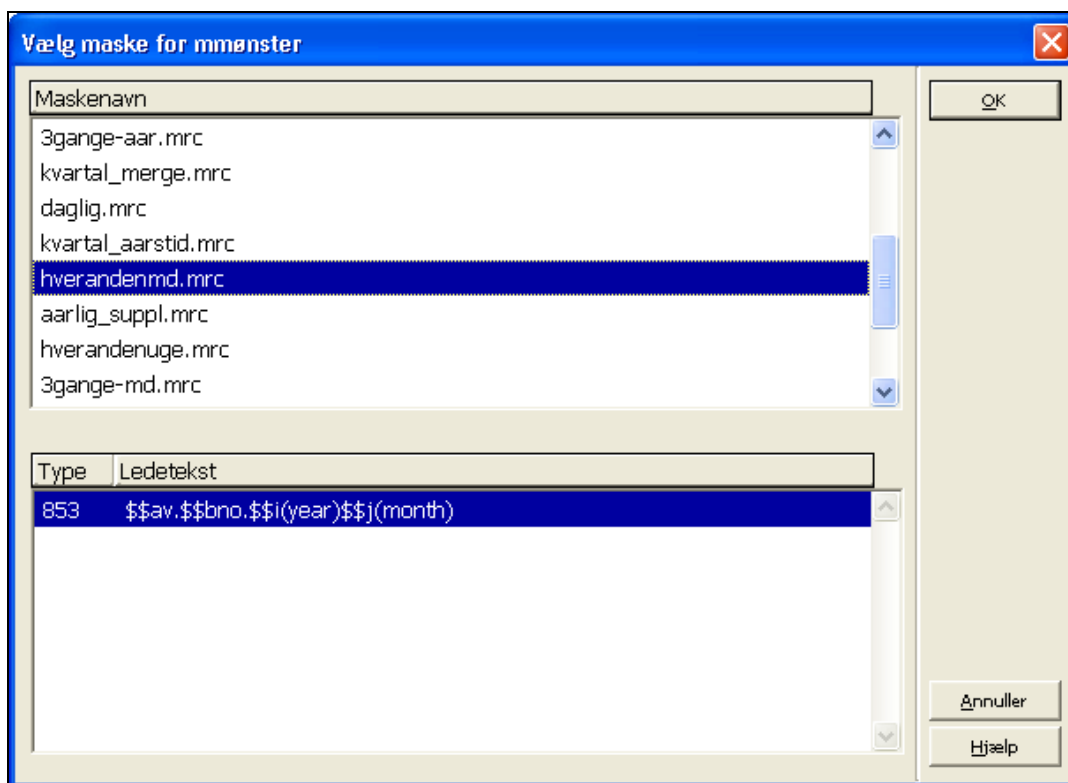 Vælg maske for mmønster
Maskenavn
OK
3gange-aar.mrc
kvartal_merge.mrc
daglig.mrc
kvartal_aarstid.mrc
hverandenmd.mrc
aarlig_suppl.mrc
hverandenuge.mrc
3gange-md.mrc
Type Ledetekst
853 $$av.$$bno.$$i(year)$$j(month)
Annuller
Hjælp